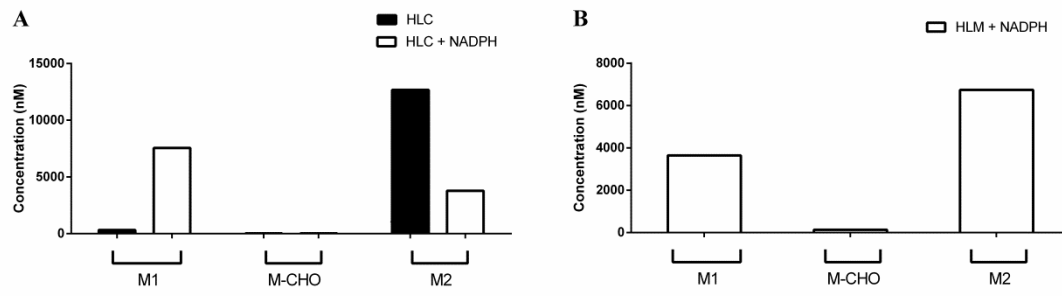 A
HLC
HLC + NADPH
Concentration (nM)
15000
10000
5000
0
M1
M-CHO
M2
B
HLM + NADPH
Concentration (nM)
8000
6000
4000
2000
0
M1
M-CHO
M2